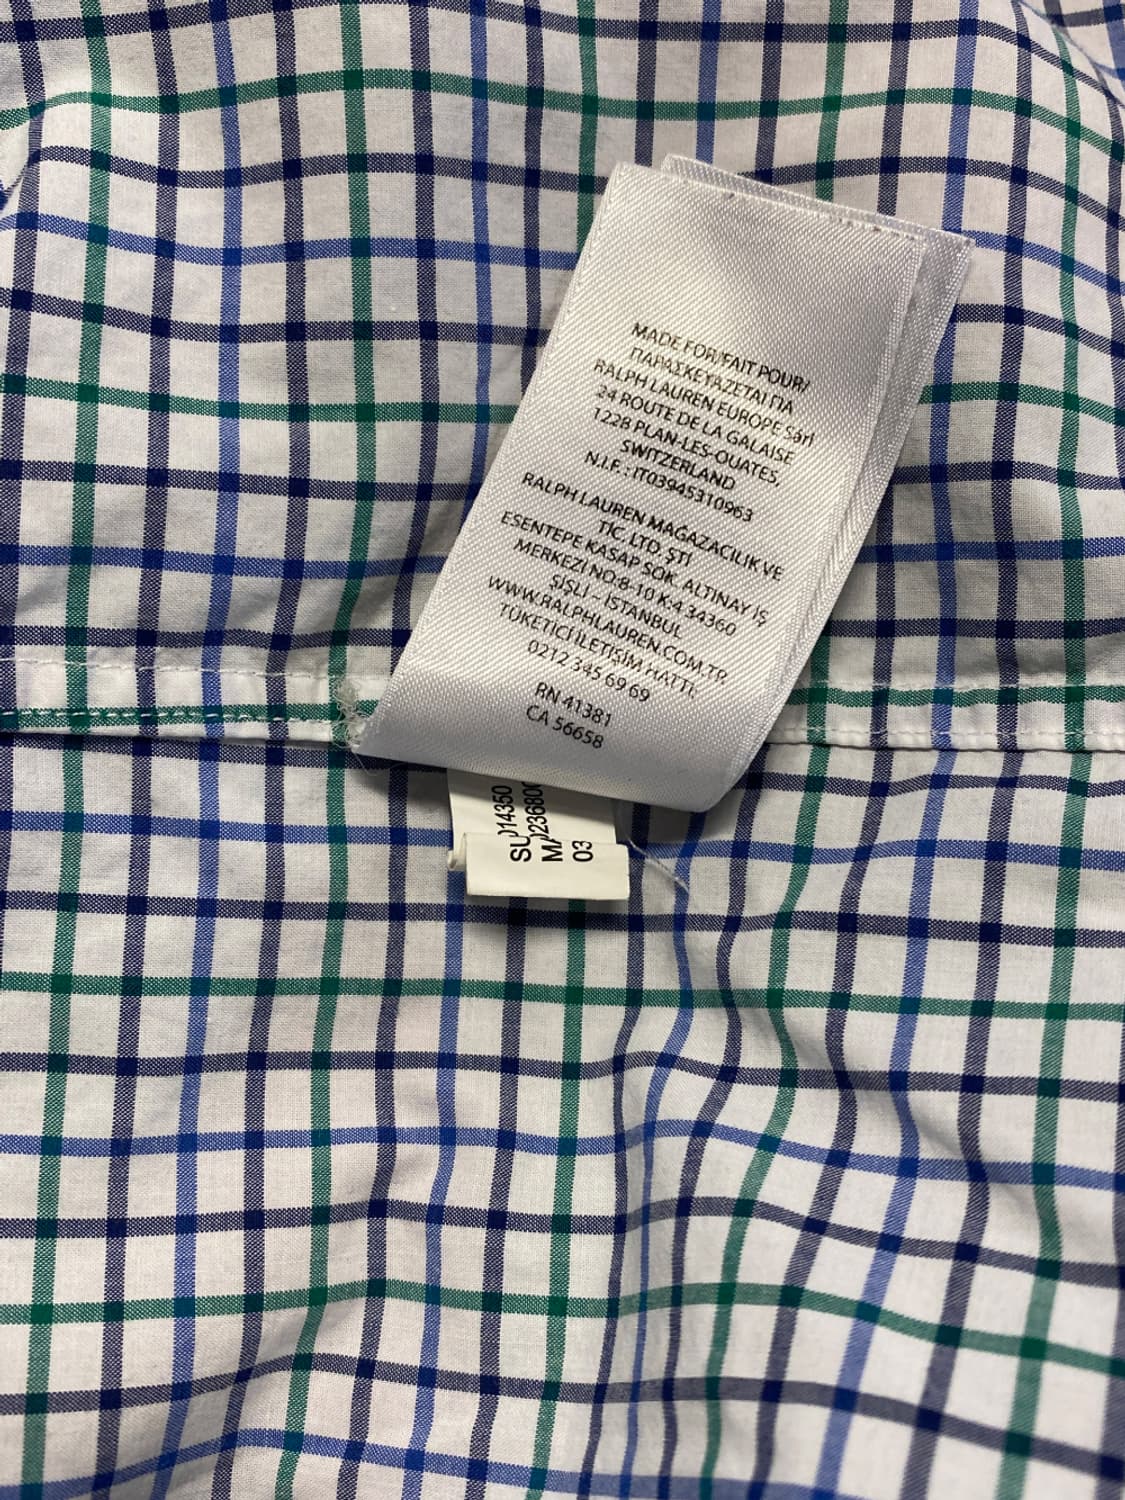 MADE FOR/FAIT POUR/
ΠΑΡΑΣΚΕΥΑΖΕΤΑΙ ΓΙΑ
RALPH LAUREN EUROPE Sàrl
24 ROUTE DE LA GALAISE
1228 PLAN-LES-OUATES,
SWITZERLAND
N.I.F. : IT03945310963
RALPH LAUREN MAĞAZACILIK VE
TİC. LTD. ŞTİ
ESENTEPE KASAP SOK. ALTINAY İŞ
MERKEZİ NO:8-10 K:4 34360
ŞİŞLİ – İSTANBUL
WWW.RALPHLAUREN.COM.TR
TÜKETİCİ İLETİŞİM HATTI:
0212 345 69 69
RN 41381
CA 56658
SU 014350
MA
03